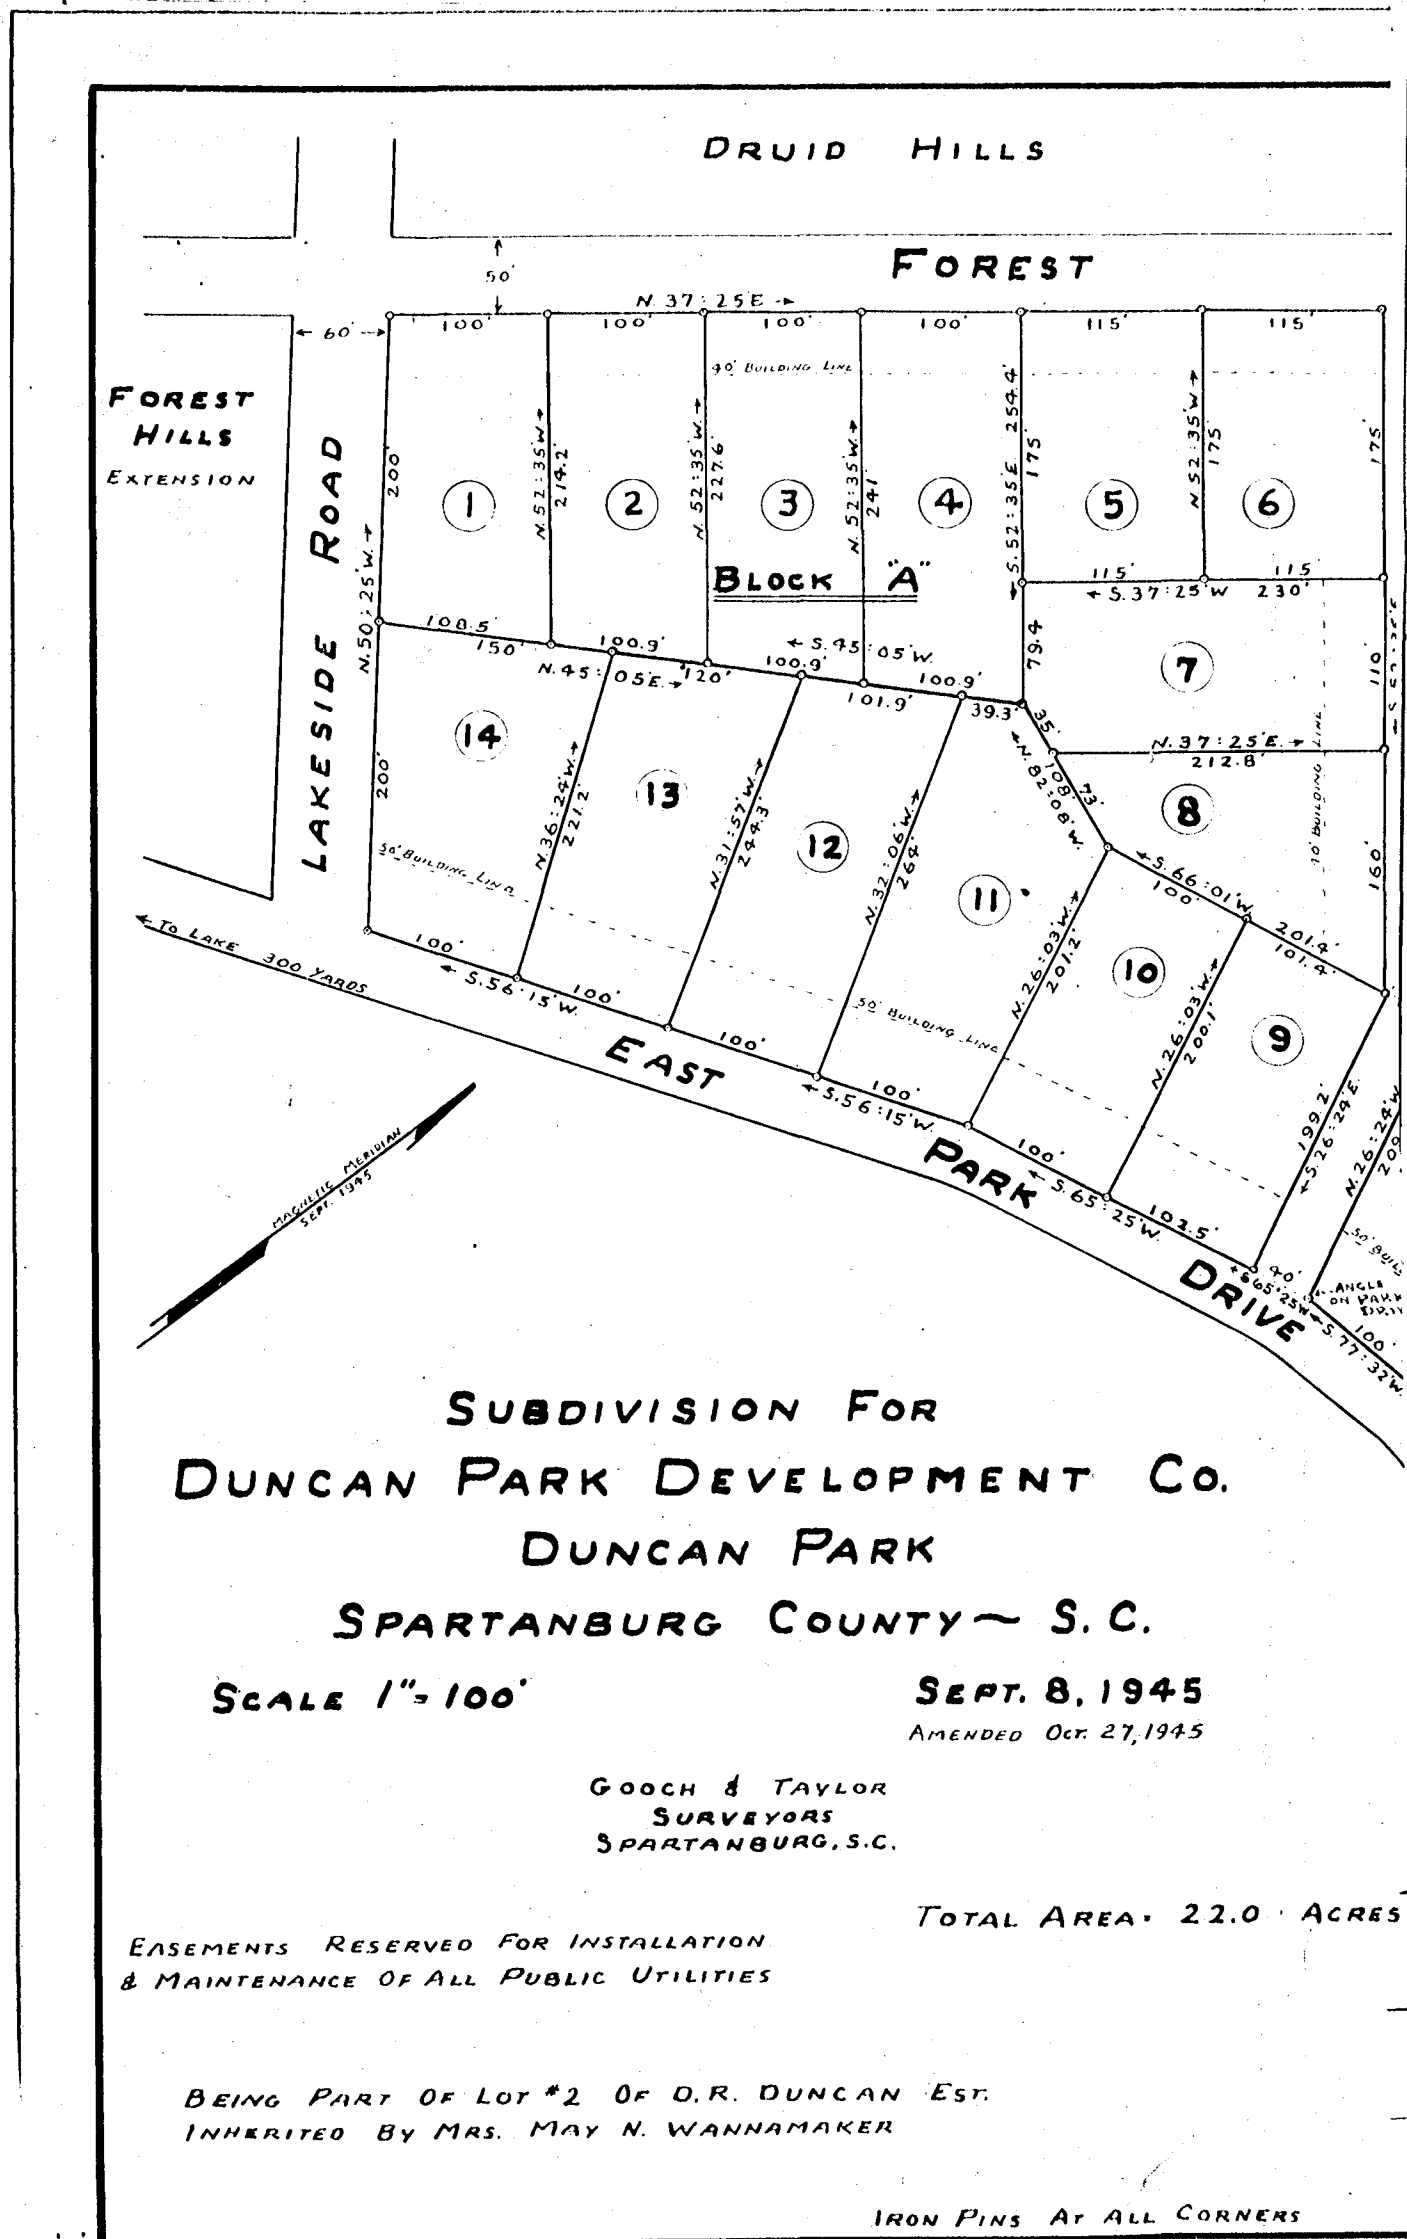 DRUID HILLS
FOREST
50'
N. 37:25 E
60'
100'
100'
100'
100'
115'
115'
40' BUILDING LINE
FOREST
HILLS
EXTENSION
LAKESIDE ROAD
N. 50:25' W.
200'
200'
N. 52:35' W.
214.2'
N. 52:35' W.
227.6'
N. 52:35' W.
241'
S. 52:35' E. 254.4'
175'
N 52:35' W
175'
175'
1
2
3
4
5
6
BLOCK "A"
115'
115'
S. 37:25' W
230'
108.5'
150'
100.9'
N. 45:05' E.
120'
S. 45:05' W.
100.9'
101.9'
100.9'
39.3'
79.4
35'
7
110'
N. 37:25' E.
212.8'
14
13
12
11
10
9
8
108'
73'
N. 82:08' W.
BUILDING LINE
160'
N. 36:24' W.
221.2'
N. 31:57' W.
244.3'
N. 32:06' W.
264'
N. 26:03' W.
201.2'
N. 26:03' W.
200.1'
S. 66:01' W.
100'
201.4'
101.4'
50' BUILDING LINE
50' BUILDING LINE
199.2'
S. 26:24' E.
N. 26:24' W
TO LAKE 300 YARDS
100'
S. 56:15' W.
100'
100'
100'
S. 56:15' W.
100'
S. 65:25' W.
102.5'
40'
S 65:25 W
ANGLE
ON PARK
100'
S. 77:32' W.
EAST PARK DRIVE
MAGNETIC MERIDIAN
SEPT. 1945
SUBDIVISION FOR
DUNCAN PARK DEVELOPMENT CO.
DUNCAN PARK
SPARTANBURG COUNTY ~ S. C.
SCALE 1" = 100'
SEPT. 8, 1945
AMENDED OCT. 27, 1945
GOOCH & TAYLOR
SURVEYORS
SPARTANBURG, S.C.
TOTAL AREA. 22.0 ACRES
EASEMENTS RESERVED FOR INSTALLATION
& MAINTENANCE OF ALL PUBLIC UTILITIES
BEING PART OF LOT #2 OF D.R. DUNCAN EST.
INHERITED BY MRS. MAY N. WANNAMAKER
IRON PINS AT ALL CORNERS